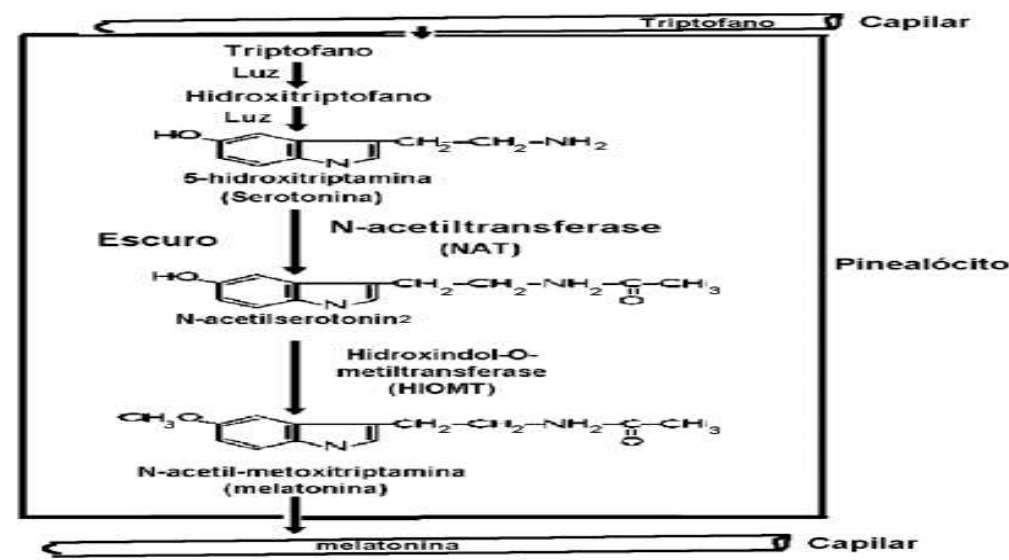 Triptofano Capilar
Triptofano
Luz
Hidroxitriptofano
Luz
HO N CH2-CH2-NH2
5-hidroxitriptamina
(Serotonina)
Escuro
N-acetiltransferase
(NAT)
Pinealócito
HO N CH2-CH2-NH2-C-CH3
O
N-acetilserotonin2
Hidroxindol-O-
metiltransferase
(HIOMT)
CH3O N CH2-CH2-NH2-C-CH3
O
N-acetil-metoxitriptamina
(melatonina)
melatonina Capilar